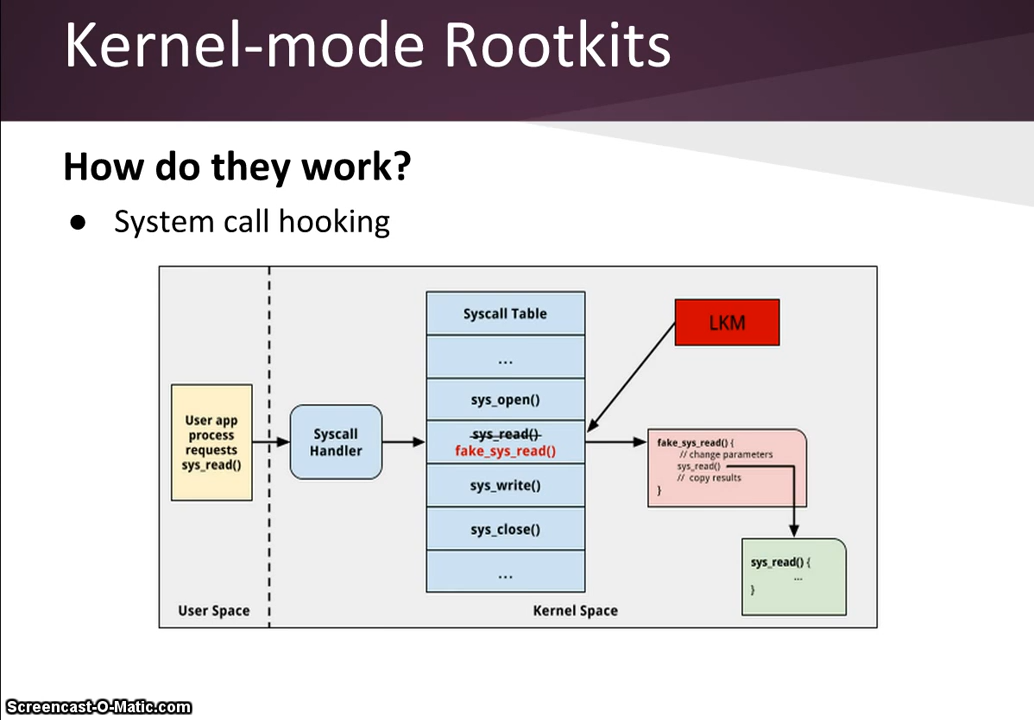 Kernel-mode Rootkits
How do they work?
● System call hooking
User app
process
requests
sys_read()
Syscall
Handler
Syscall Table
...
sys_open()
sys_read()
fake_sys_read()
sys_write()
sys_close()
...
LKM
fake_sys_read() {
// change parameters
sys_read()
// copy results
}
sys_read() {
...
}
User Space
Kernel Space
Screencast-O-Matic.com